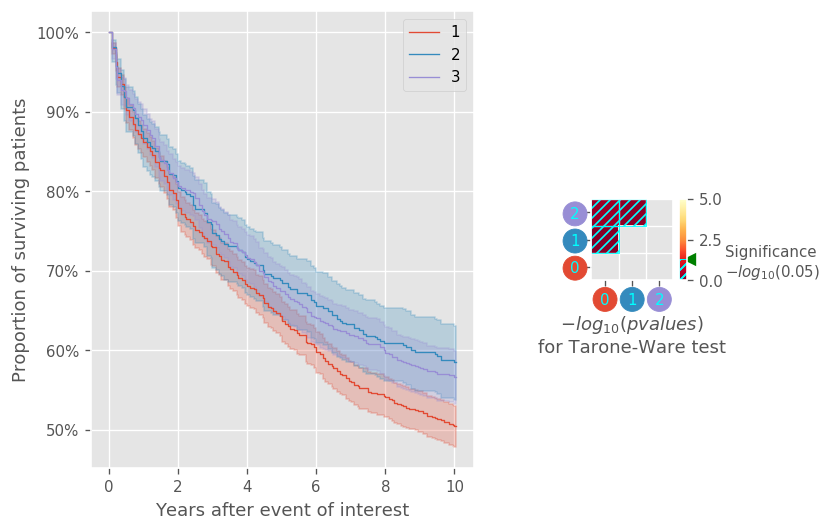 100%
90%
80%
70%
60%
50%
Proportion of surviving patients
0 2 4 6 8 10
Years after event of interest
1
2
3
2
1
0
0 1 2
5.0
2.5
0.0
Significance
−log₁₀(0.05)
−log₁₀(pvalues)
for Tarone-Ware test